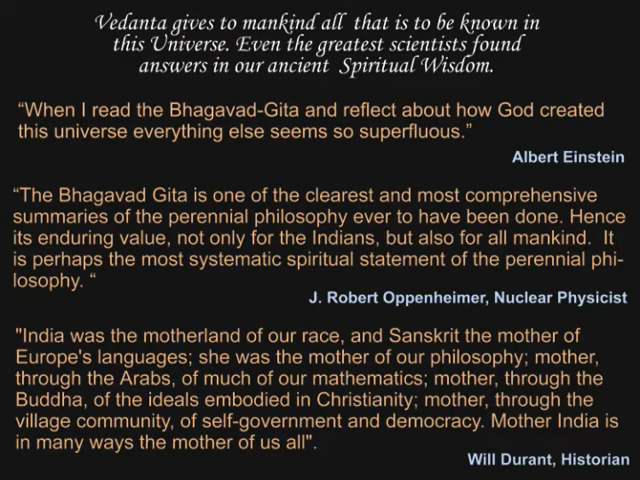 Vedanta gives to mankind all that is to be known in
this Universe. Even the greatest scientists found
answers in our ancient Spiritual Wisdom.
“When I read the Bhagavad-Gita and reflect about how God created
this universe everything else seems so superfluous.”
Albert Einstein
“The Bhagavad Gita is one of the clearest and most comprehensive
summaries of the perennial philosophy ever to have been done. Hence
its enduring value, not only for the Indians, but also for all mankind. It
is perhaps the most systematic spiritual statement of the perennial phi-
losophy. “
J. Robert Oppenheimer, Nuclear Physicist
"India was the motherland of our race, and Sanskrit the mother of
Europe's languages; she was the mother of our philosophy; mother,
through the Arabs, of much of our mathematics; mother, through the
Buddha, of the ideals embodied in Christianity; mother, through the
village community, of self-government and democracy. Mother India is
in many ways the mother of us all".
Will Durant, Historian